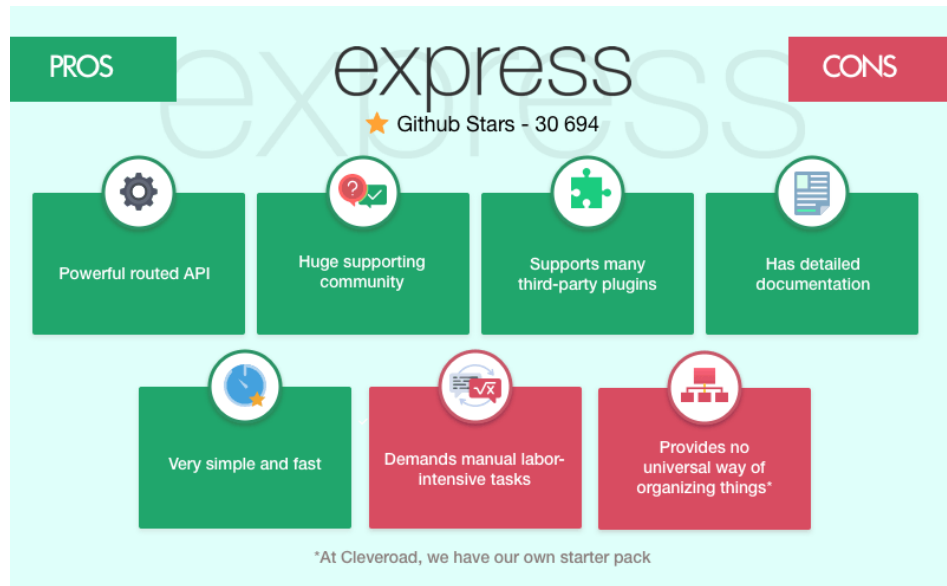 PROS
express
CONS
Github Stars - 30 694
Powerful routed API
Huge supporting
community
Supports many
third-party plugins
Has detailed
documentation
Very simple and fast
Demands manual labor-
intensive tasks
Provides no
universal way of
organizing things*
*At Cleveroad, we have our own starter pack